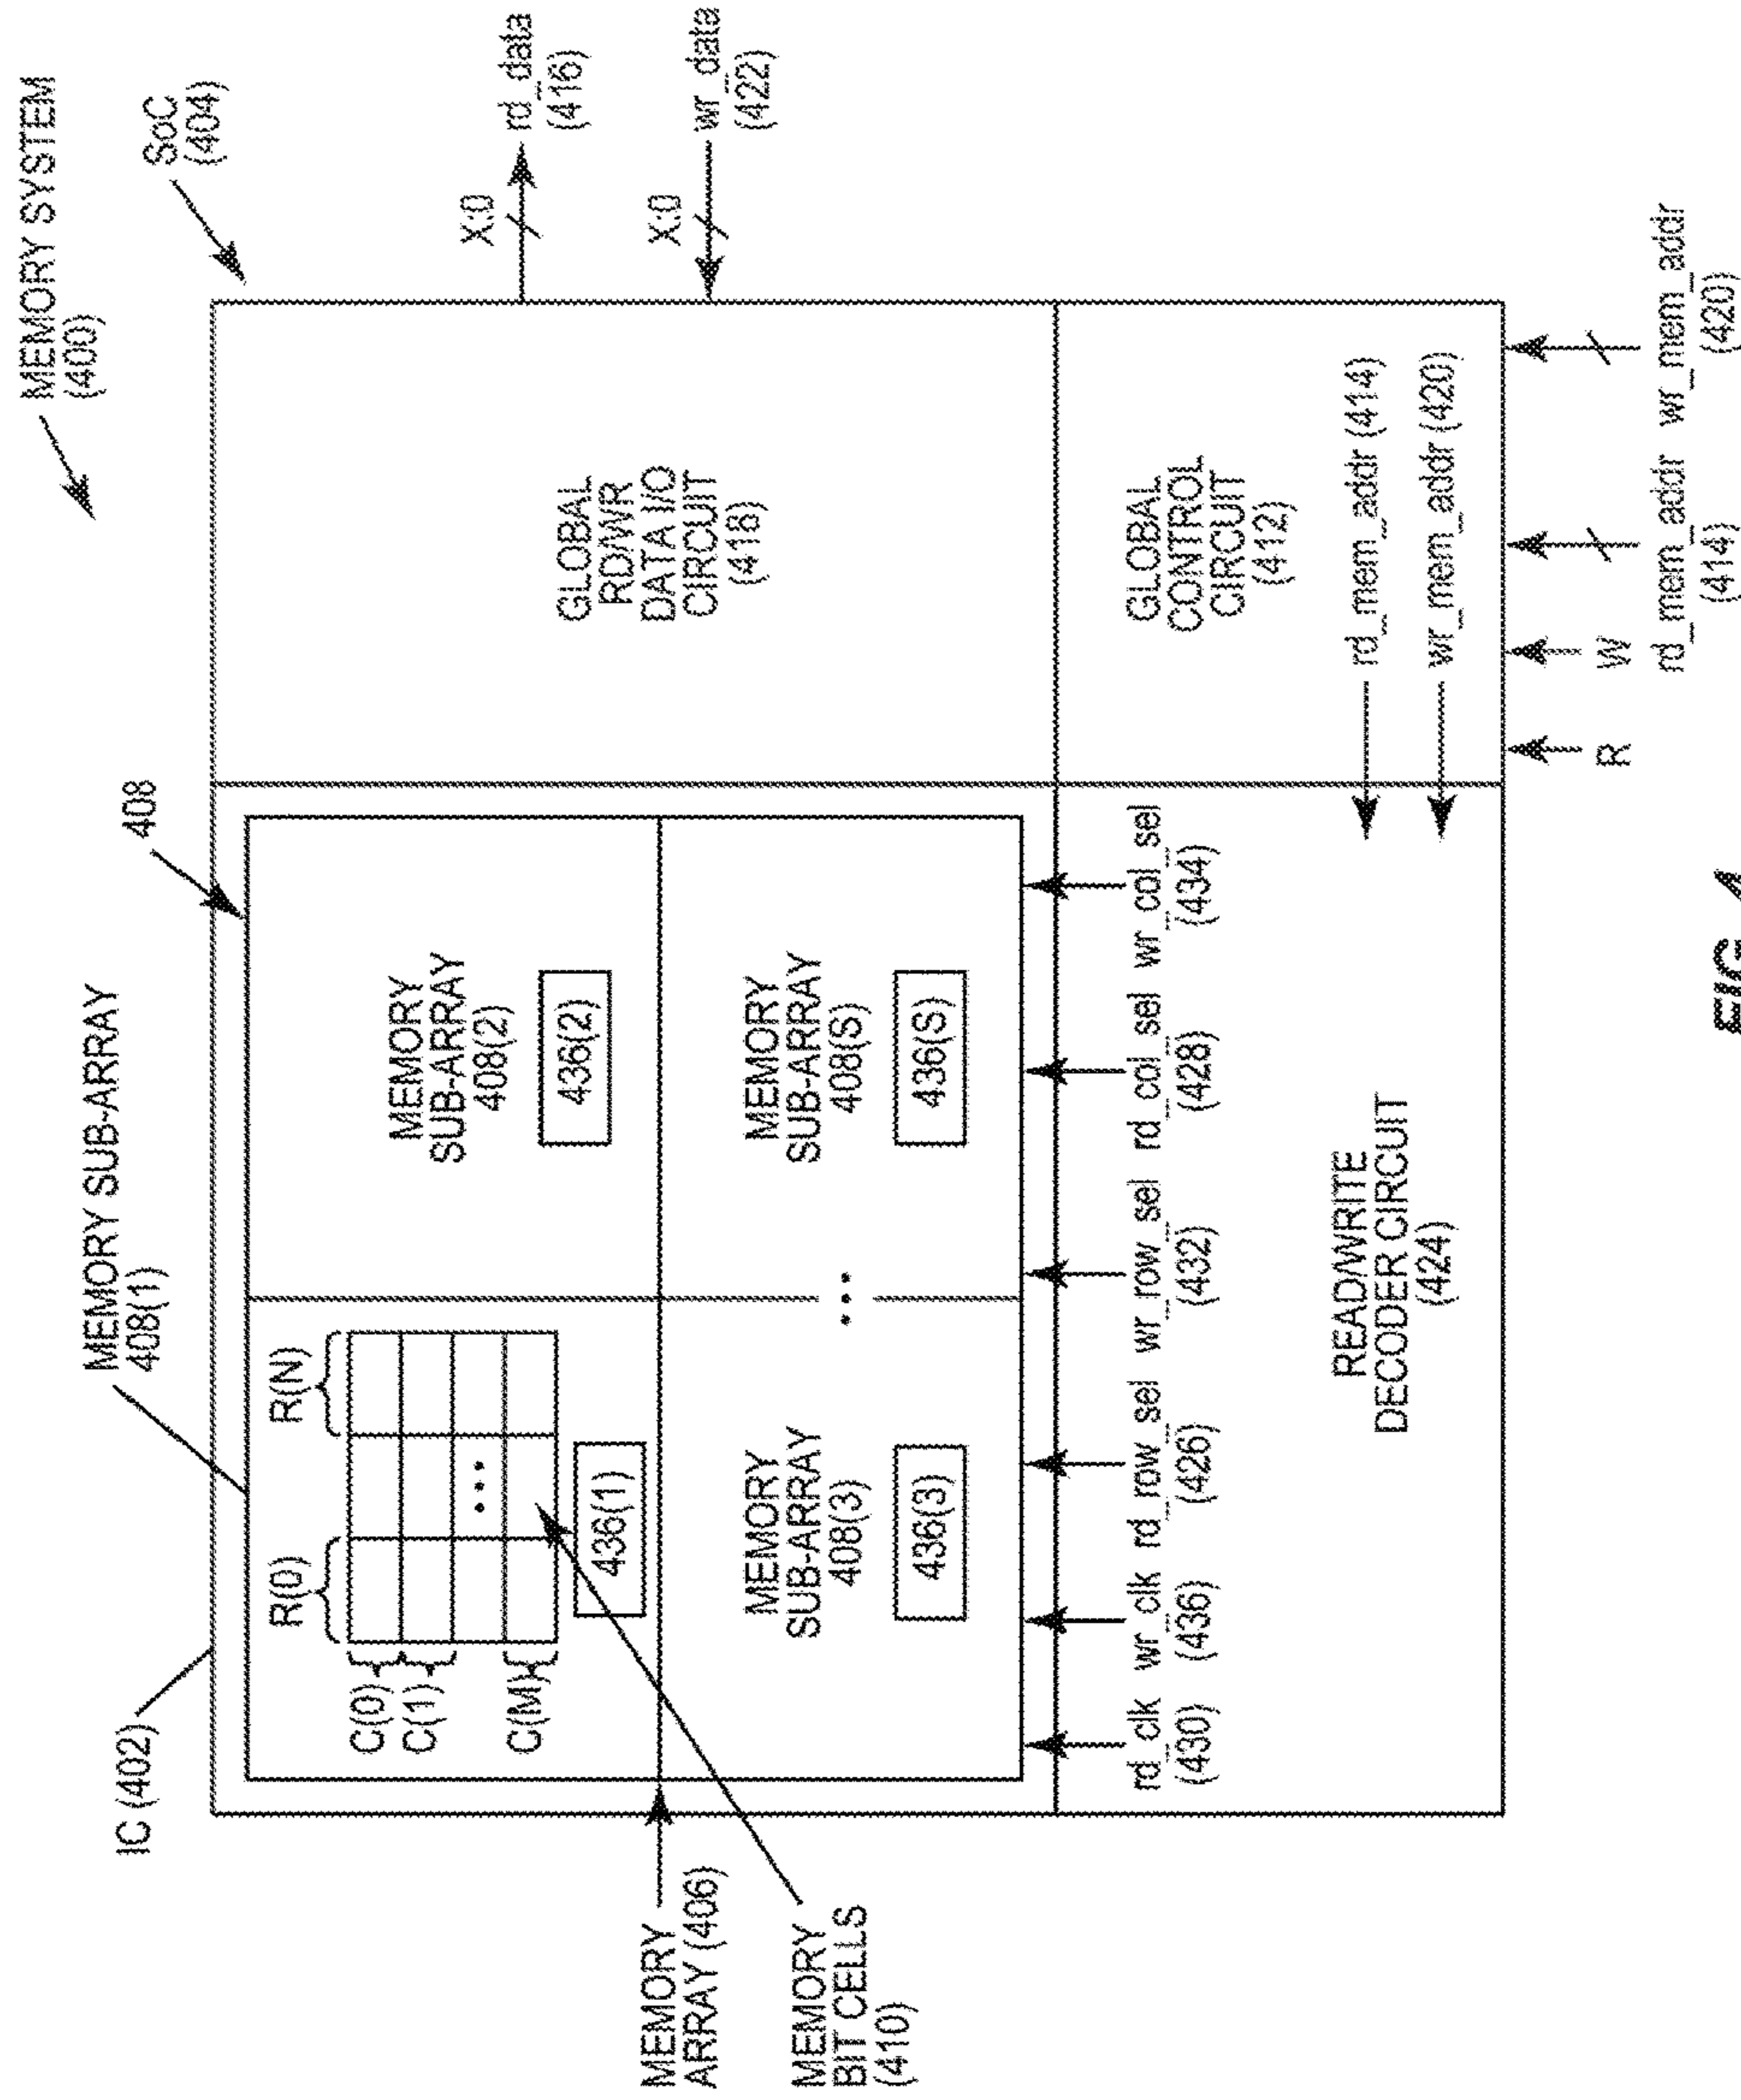 MEMORY SYSTEM
(400)
SoC
(404)
MEMORY SUB-ARRAY
408(1)
408
IC (402)
R(0)
R(N)
C(0)
C(1)
C(M)
...
436(1)
MEMORY
SUB-ARRAY
408(2)
436(2)
MEMORY
SUB-ARRAY
408(3)
436(3)
...
MEMORY
SUB-ARRAY
408(S)
436(S)
MEMORY
ARRAY (406)
MEMORY
BIT CELLS
(410)
GLOBAL
RD/WR
DATA I/O
CIRCUIT
(418)
X:0
rd_data
(416)
X:0
wr_data
(422)
rd_clk
(430)
wr_clk
(436)
rd_row_sel
(426)
wr_row_sel
(432)
rd_col_sel
(428)
wr_col_sel
(434)
READ/WRITE
DECODER CIRCUIT
(424)
GLOBAL
CONTROL
CIRCUIT
(412)
rd_mem_addr (414)
wr_mem_addr (420)
R
W
rd_mem_addr
(414)
wr_mem_addr
(420)
FIG. 4